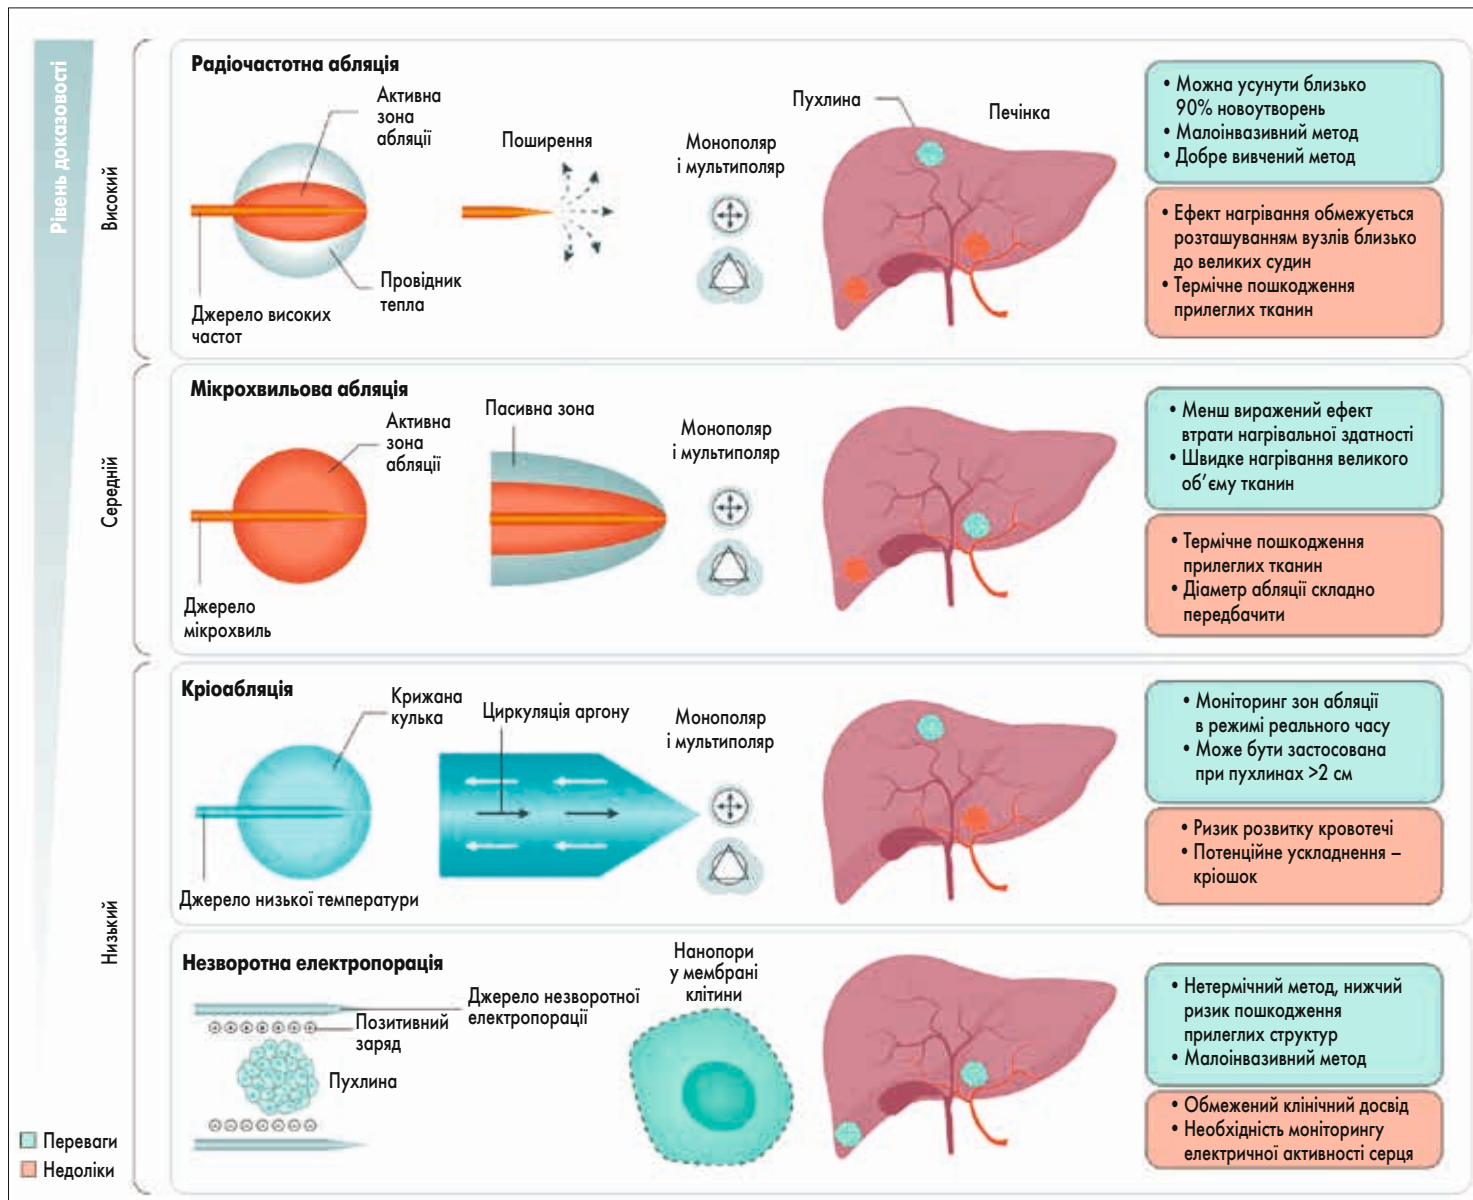 Рівень доказовості
Високий
Радіочастотна абляція
Активна
зона
абляції
Провідник
тепла
Джерело високих
частот
Поширення
Монополяр
і мультиполяр
Пухлина
Печінка
• Можна усунути близько
90% новоутворень
• Малоінвазивний метод
• Добре вивчений метод
• Ефект нагрівання обмежується
розташуванням вузлів близько
до великих судин
• Термічне пошкодження
прилеглих тканин
Середній
Мікрохвильова абляція
Активна
зона
абляції
Джерело
мікрохвиль
Пасивна зона
Монополяр
і мультиполяр
• Менш виражений ефект
втрати нагрівальної здатності
• Швидке нагрівання великого
об’єму тканин
• Термічне пошкодження
прилеглих тканин
• Діаметр абляції складно
передбачити
Низький
Кріоабляція
Крижана
кулька
Джерело низької температури
Циркуляція аргону
Монополяр
і мультиполяр
• Моніторинг зон абляції
в режимі реального часу
• Може бути застосована
при пухлинах >2 см
• Ризик розвитку кровотечі
• Потенційне ускладнення –
кріошок
Незворотна електропорація
Джерело незворотної
електропорації
Позитивний
заряд
Пухлина
Нанопори
у мембрані
клітини
• Нетермічний метод, нижчий
ризик пошкодження
прилеглих структур
• Малоінвазивний метод
• Обмежений клінічний досвід
• Необхідність моніторингу
електричної активності серця
Переваги
Недоліки